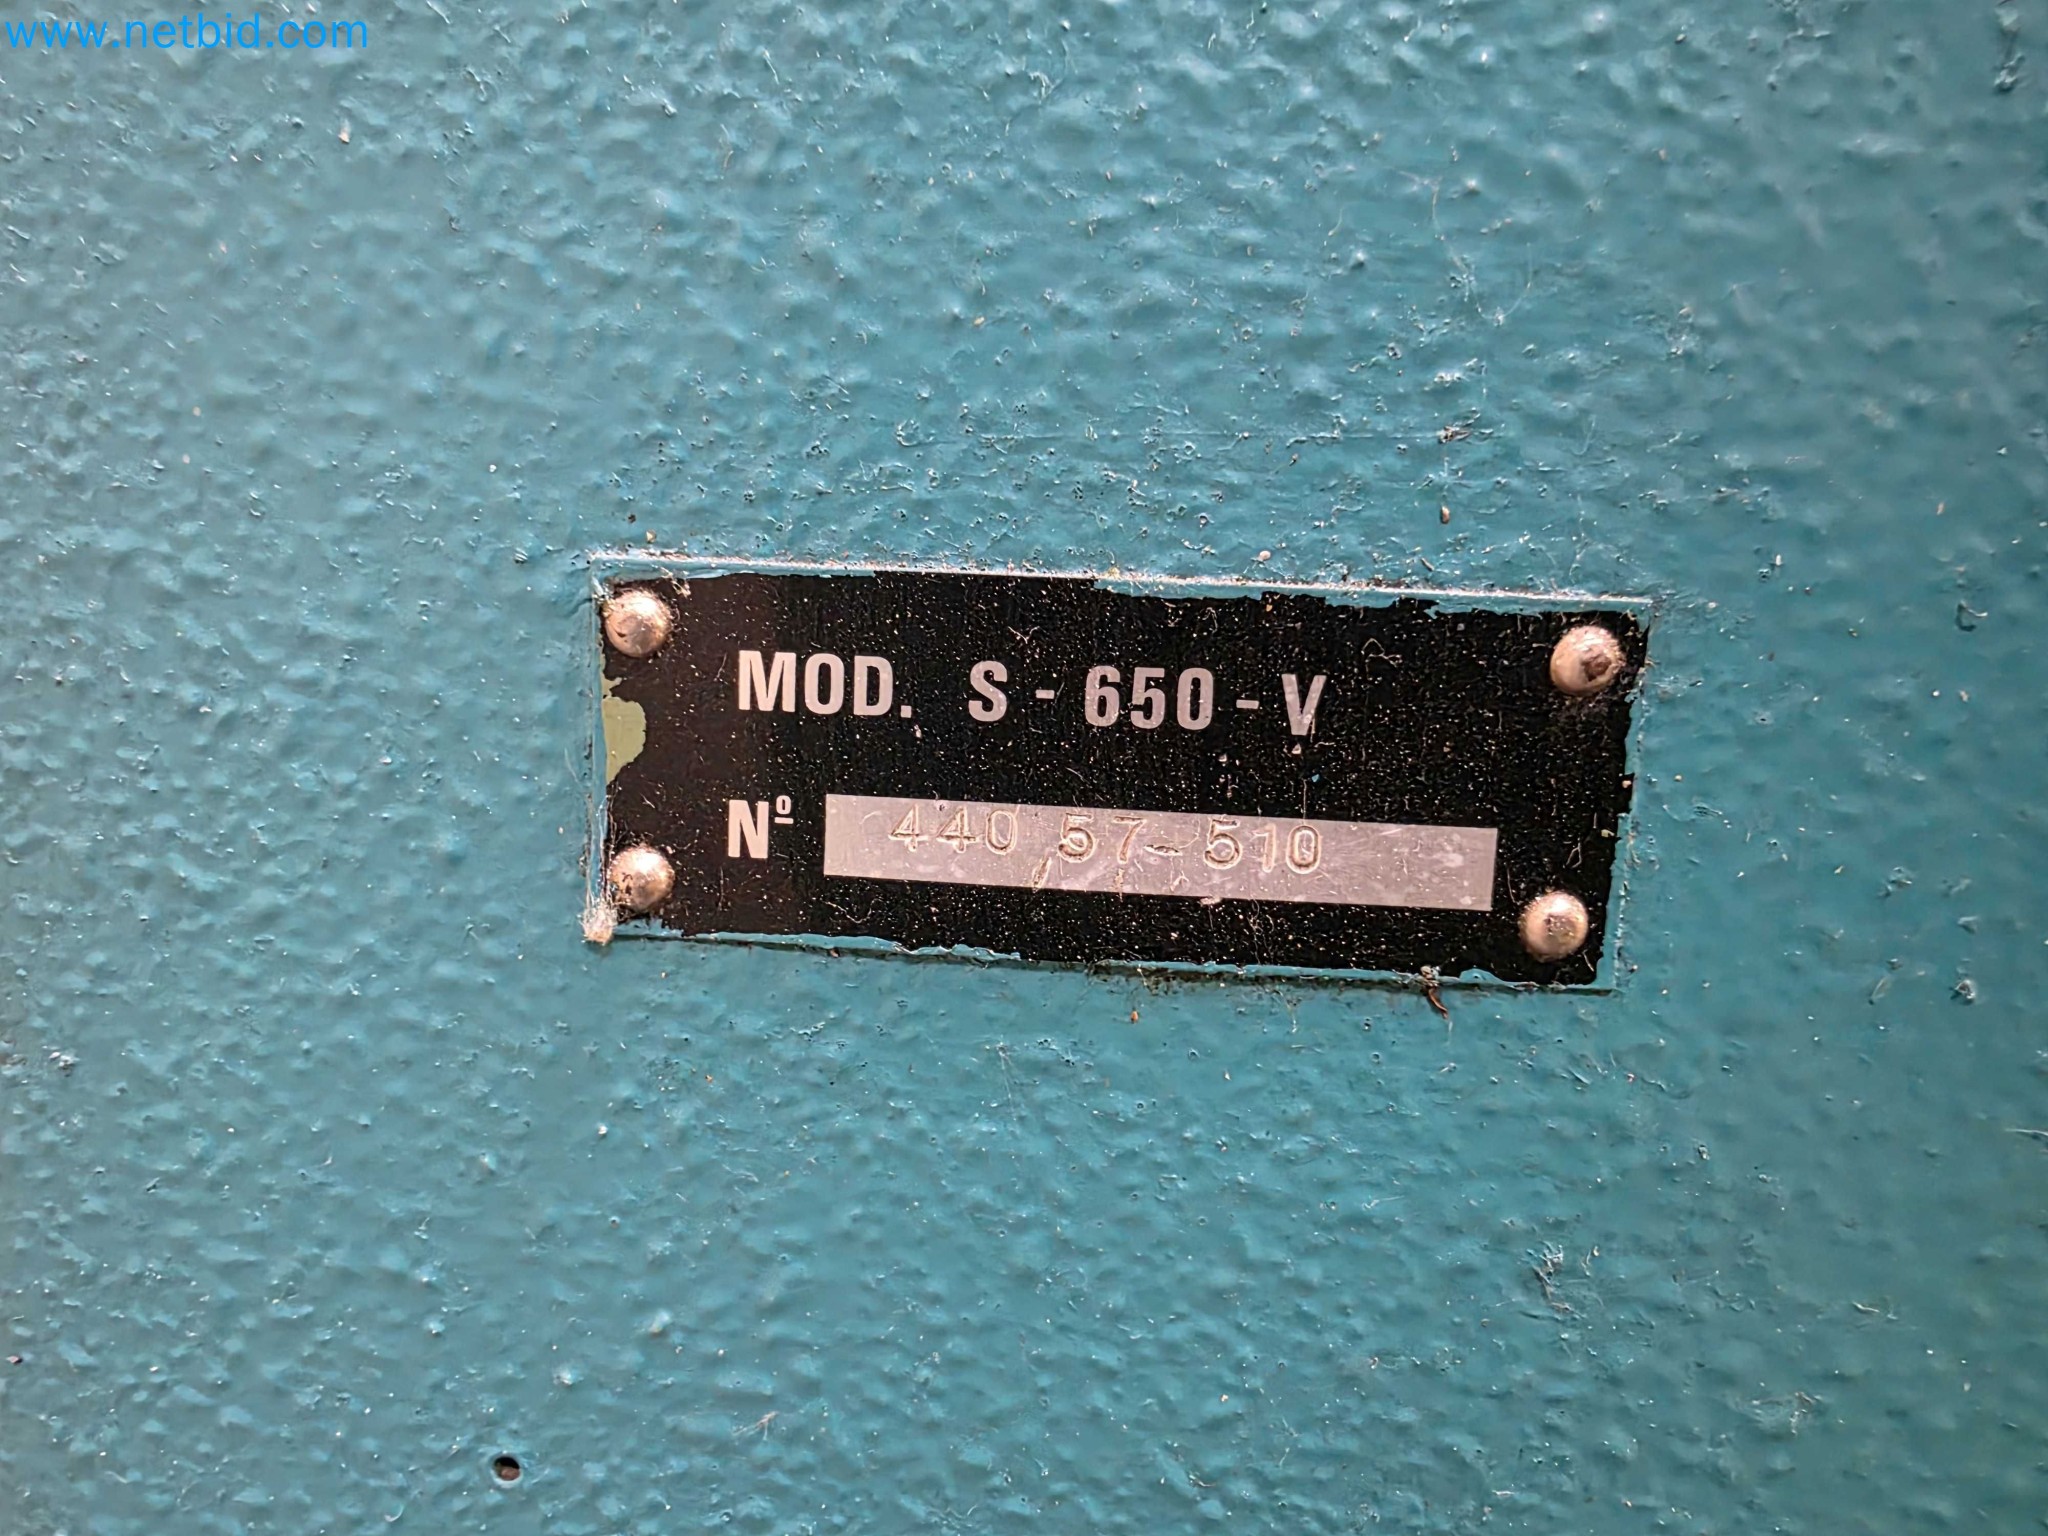 www.netbid.com
MOD. S - 650 - V
Nº 440 57-510